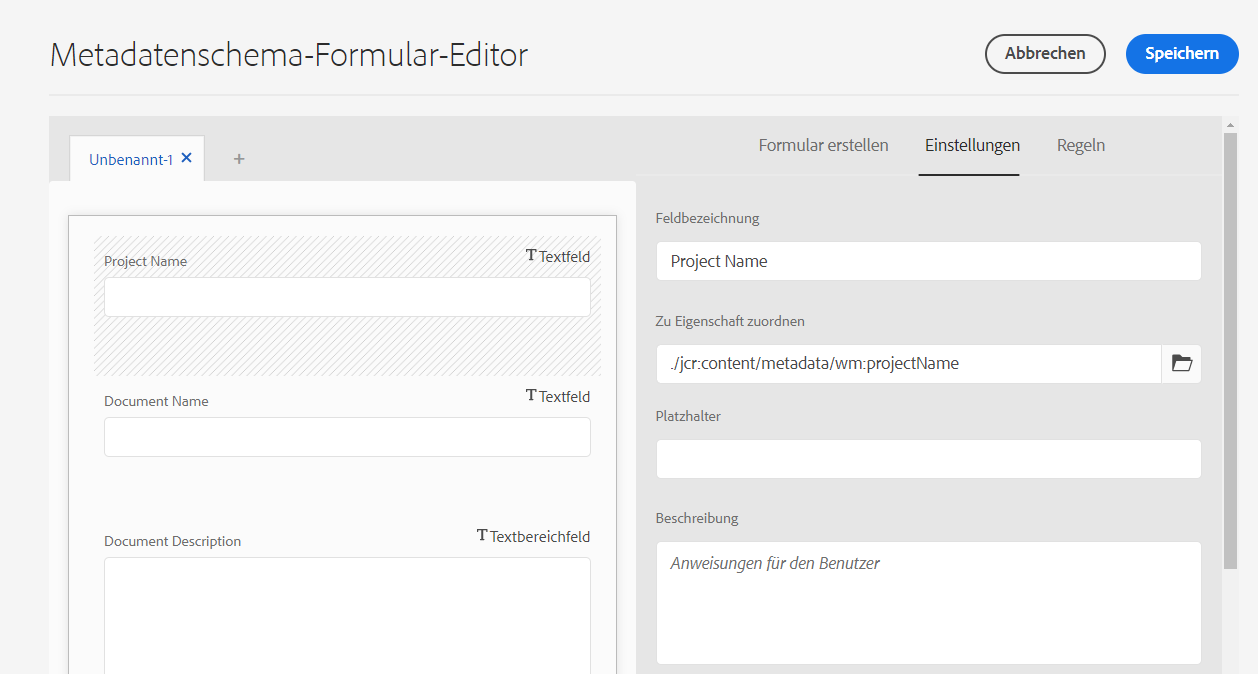 Metadatenschema-Formular-Editor
Abbrechen
Speichern
Unbenannt-1 ✕
+
Formular erstellen
Einstellungen
Regeln
Project Name
T Textfeld
Document Name
T Textfeld
Document Description
T Textbereichfeld
Feldbezeichnung
Project Name
Zu Eigenschaft zuordnen
./jcr:content/metadata/wm:projectName
Platzhalter
Beschreibung
Anweisungen für den Benutzer